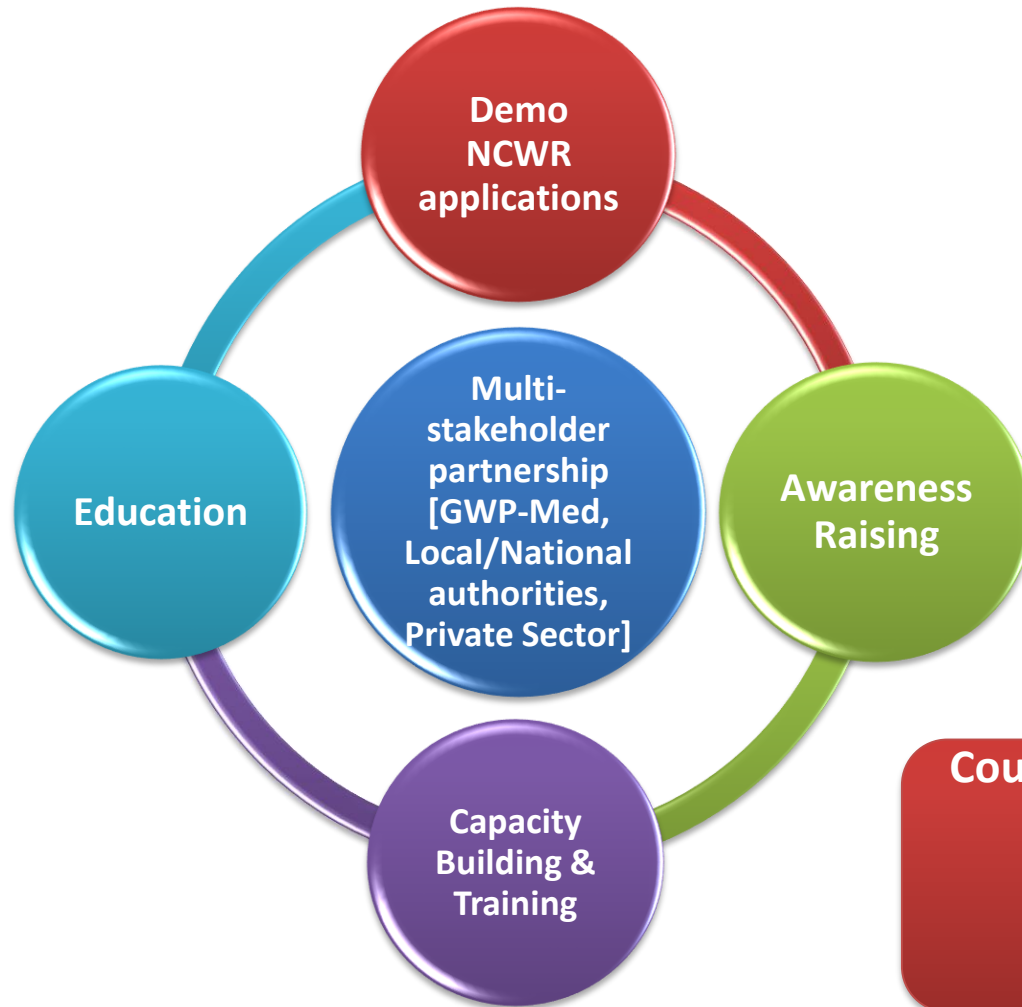 Demo
NCWR
applications
Multi-
stakeholder
partnership
[GWP-Med,
Local/National
authorities,
Private Sector]
Education
Awareness
Raising
Capacity
Building &
Training